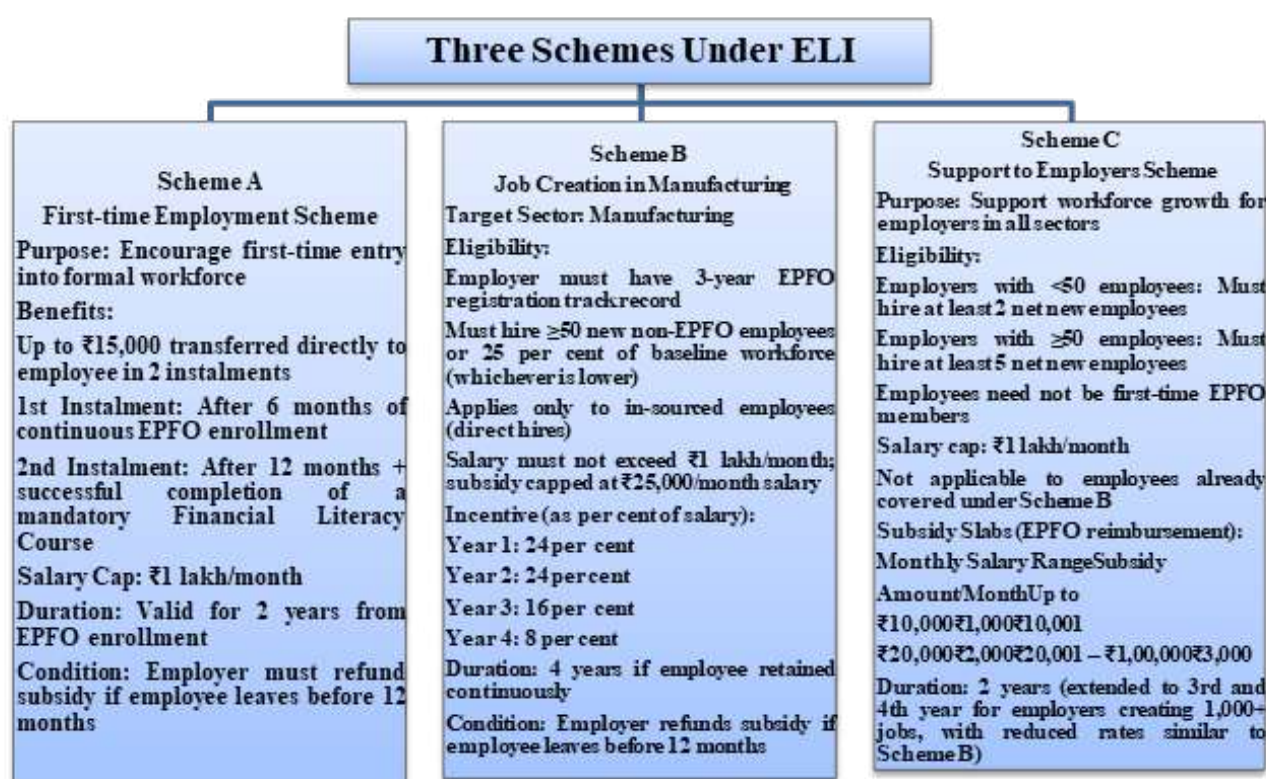 Three Schemes Under ELI
Scheme A
First-time Employment Scheme
Purpose: Encourage first-time entry
into formal workforce
Benefits:
Up to ₹15,000 transferred directly to
employee in 2 instalments
1st Instalment: After 6 months of
continuous EPFO enrollment
2nd Instalment: After 12 months +
successful completion of a
mandatory Financial Literacy
Course
Salary Cap: ₹1 lakh/month
Duration: Valid for 2 years from
EPFO enrollment
Condition: Employer must refund
subsidy if employee leaves before 12
months
Scheme B
Job Creation in Manufacturing
Target Sector: Manufacturing
Eligibility:
Employer must have 3-year EPFO
registration track record
Must hire ≥50 new non-EPFO employees
or 25 per cent of baseline workforce
(whichever is lower)
Applies only to in-sourced employees
(direct hires)
Salary must not exceed ₹1 lakh/month;
subsidy capped at ₹25,000/month salary
Incentive (as per cent of salary):
Year 1: 24 per cent
Year 2: 24 per cent
Year 3: 16 per cent
Year 4: 8 per cent
Duration: 4 years if employee retained
continuously
Condition: Employer refunds subsidy if
employee leaves before 12 months
Scheme C
Support to Employers Scheme
Purpose: Support workforce growth for
employers in all sectors
Eligibility:
Employers with <50 employees: Must
hire at least 2 net new employees
Employers with ≥50 employees: Must
hire at least 5 net new employees
Employees need not be first-time EPFO
members
Salary cap: ₹1 lakh/month
Not applicable to employees already
covered under Scheme B
Subsidy Slabs (EPFO reimbursement):
Monthly Salary RangeSubsidy
Amount/MonthUp to
₹10,000₹1,000₹10,001
₹20,000₹2,000₹20,001 – ₹1,00,000₹3,000
Duration: 2 years (extended to 3rd and
4th year for employers creating 1,000+
jobs, with reduced rates similar to
Scheme B)